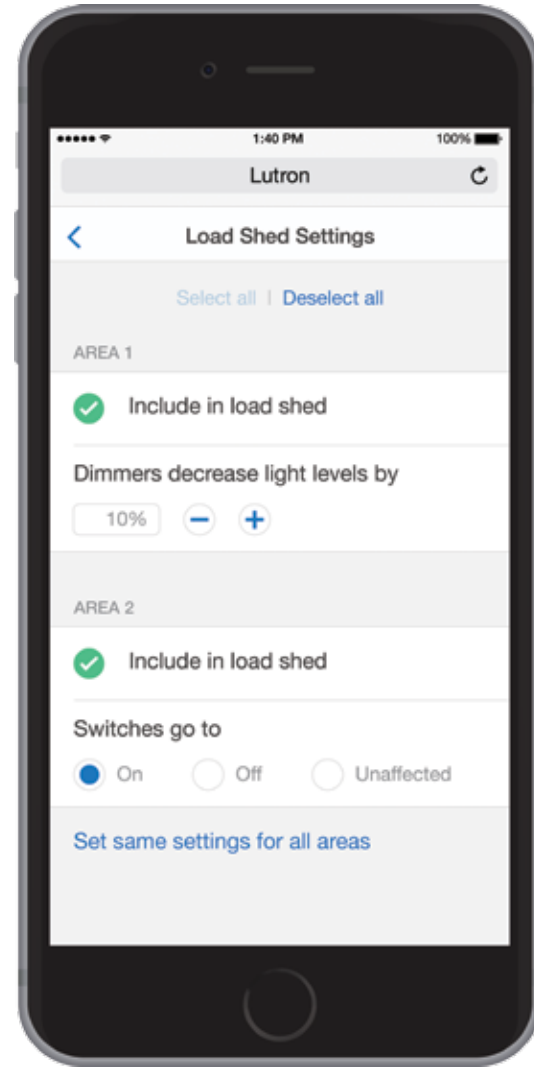 1:40 PM
100%
Lutron
Load Shed Settings
Select all | Deselect all
AREA 1
Include in load shed
Dimmers decrease light levels by
10%
AREA 2
Include in load shed
Switches go to
On Off Unaffected
Set same settings for all areas